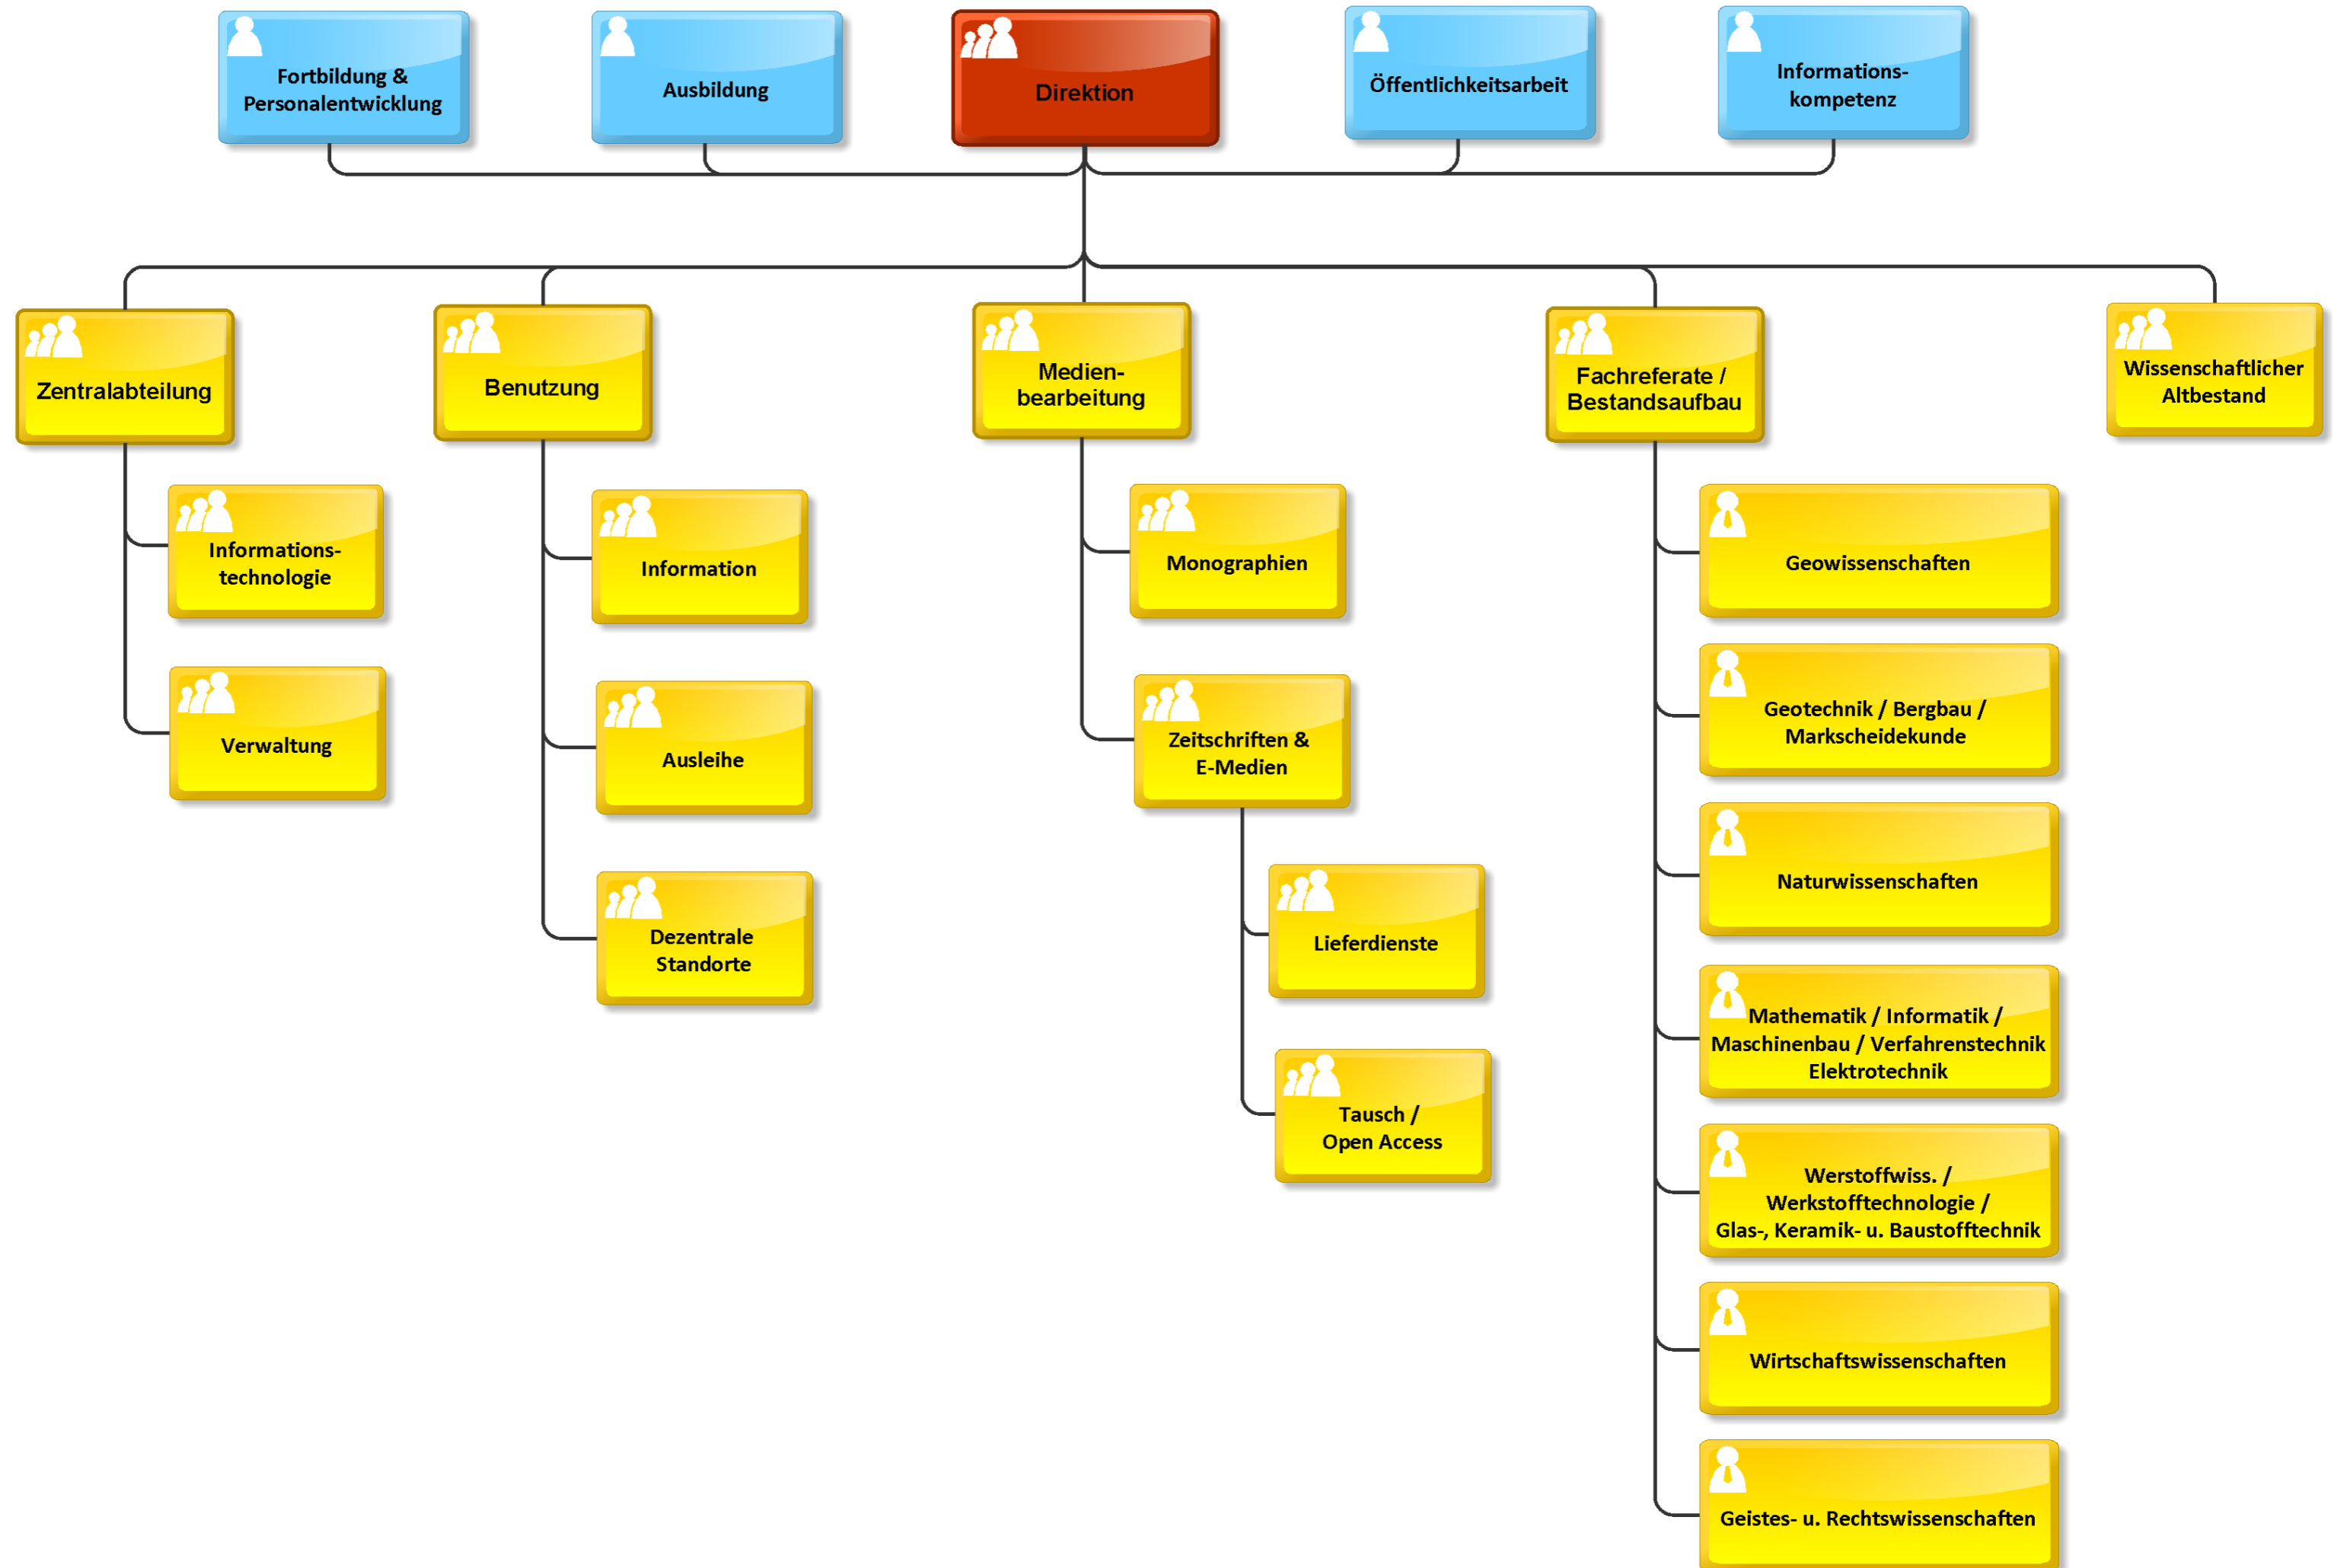 Fortbildung &
Personalentwicklung
Ausbildung
Direktion
Öffentlichkeitsarbeit
Informations-
kompetenz
Zentralabteilung
Informations-
technologie
Verwaltung
Benutzung
Information
Ausleihe
Dezentrale
Standorte
Medien-
bearbeitung
Monographien
Zeitschriften &
E-Medien
Lieferdienste
Tausch /
Open Access
Fachreferate /
Bestandsaufbau
Geowissenschaften
Geotechnik / Bergbau /
Markscheidekunde
Naturwissenschaften
Mathematik / Informatik /
Maschinenbau / Verfahrenstechnik
Elektrotechnik
Werstoffwiss. /
Werkstofftechnologie /
Glas-, Keramik- u. Baustofftechnik
Wirtschaftswissenschaften
Geistes- u. Rechtswissenschaften
Wissenschaftlicher
Altbestand